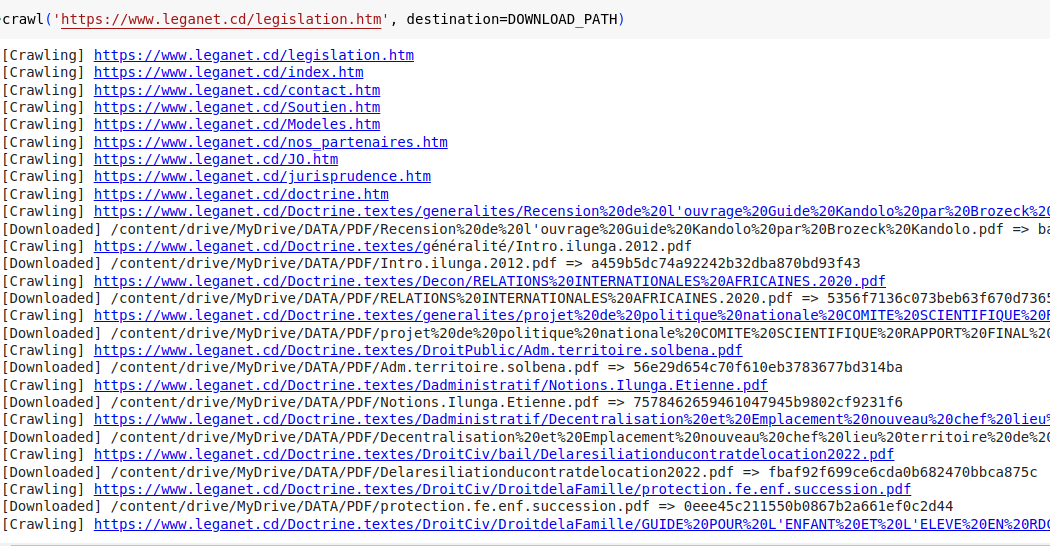 crawl('https://www.leganet.cd/legislation.htm', destination=DOWNLOAD_PATH)
[Crawling] https://www.leganet.cd/legislation.htm
[Crawling] https://www.leganet.cd/index.htm
[Crawling] https://www.leganet.cd/contact.htm
[Crawling] https://www.leganet.cd/Soutien.htm
[Crawling] https://www.leganet.cd/Modeles.htm
[Crawling] https://www.leganet.cd/nos_partenaires.htm
[Crawling] https://www.leganet.cd/JO.htm
[Crawling] https://www.leganet.cd/jurisprudence.htm
[Crawling] https://www.leganet.cd/doctrine.htm
[Crawling] https://www.leganet.cd/Doctrine.textes/generalites/Recension%20de%20l'ouvrage%20Guide%20Kandolo%20par%20Brozeck%20
[Downloaded] /content/drive/MyDrive/DATA/PDF/Recension%20de%20l'ouvrage%20Guide%20Kandolo%20par%20Brozeck%20Kandolo.pdf => ba
[Crawling] https://www.leganet.cd/Doctrine.textes/généralité/Intro.ilunga.2012.pdf
[Downloaded] /content/drive/MyDrive/DATA/PDF/Intro.ilunga.2012.pdf => a459b5dc74a92242b32dba870bd93f43
[Crawling] https://www.leganet.cd/Doctrine.textes/Decon/RELATIONS%20INTERNATIONALES%20AFRICAINES.2020.pdf
[Downloaded] /content/drive/MyDrive/DATA/PDF/RELATIONS%20INTERNATIONALES%20AFRICAINES.2020.pdf => 5356f7136c073beb63f670d7365
[Crawling] https://www.leganet.cd/Doctrine.textes/generalites/projet%20de%20politique%20nationale%20COMITE%20SCIENTIFIQUE%20R
[Downloaded] /content/drive/MyDrive/DATA/PDF/projet%20de%20politique%20nationale%20COMITE%20SCIENTIFIQUE%20RAPPORT%20FINAL%20
[Crawling] https://www.leganet.cd/Doctrine.textes/DroitPublic/Adm.territoire.solbena.pdf
[Downloaded] /content/drive/MyDrive/DATA/PDF/Adm.territoire.solbena.pdf => 56e29d654c70f610eb3783677bd314ba
[Crawling] https://www.leganet.cd/Doctrine.textes/Dadministratif/Notions.Ilunga.Etienne.pdf
[Downloaded] /content/drive/MyDrive/DATA/PDF/Notions.Ilunga.Etienne.pdf => 7578462659461047945b9802cf9231f6
[Crawling] https://www.leganet.cd/Doctrine.textes/Dadministratif/Decentralisation%20et%20Emplacement%20nouveau%20chef%20lieu%
[Downloaded] /content/drive/MyDrive/DATA/PDF/Decentralisation%20et%20Emplacement%20nouveau%20chef%20lieu%20territoire%20de%20
[Crawling] https://www.leganet.cd/Doctrine.textes/DroitCiv/bail/Delaresiliationducontratdelocation2022.pdf
[Downloaded] /content/drive/MyDrive/DATA/PDF/Delaresiliationducontratdelocation2022.pdf => fbaf92f699ce6cda0b682470bbca875c
[Crawling] https://www.leganet.cd/Doctrine.textes/DroitCiv/DroitdelaFamille/protection.fe.enf.succession.pdf
[Downloaded] /content/drive/MyDrive/DATA/PDF/protection.fe.enf.succession.pdf => 0eee45c211550b0867b2a661ef0c2d44
[Crawling] https://www.leganet.cd/Doctrine.textes/DroitCiv/DroitdelaFamille/GUIDE%20POUR%20L'ENFANT%20ET%20L'ELEVE%20EN%20RDC